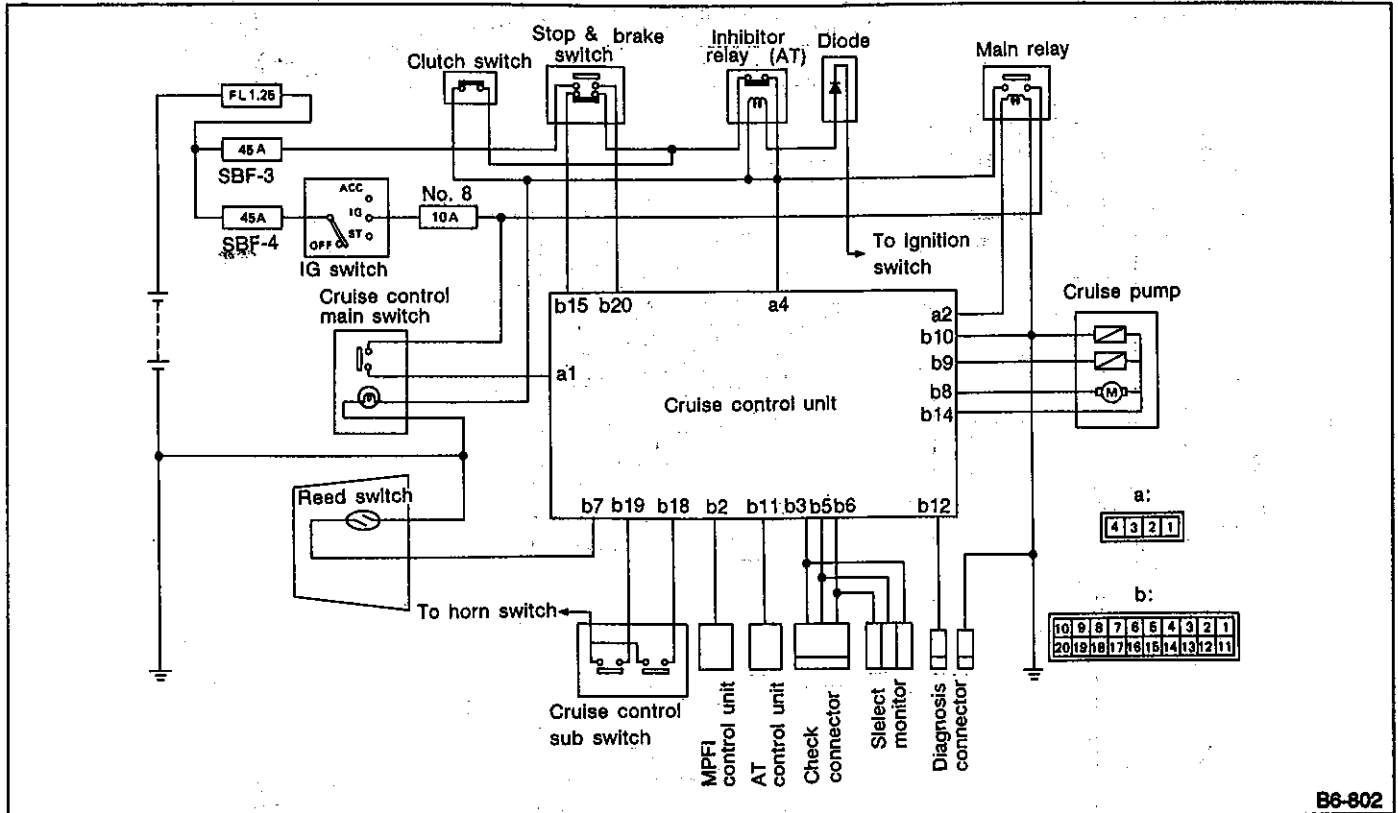 Stop & brake
switch
Clutch switch
Inhibitor
relay (AT)
Diode
Main relay
FL 1.25
45 A
SBF-3
ACC
IG
ST
OFF
No. 8
10A
45A
SBF-4
IG switch
To ignition
switch
Cruise control
main switch
b15 b20 a4
a2
b10
b9
b8
b14
a1
Cruise control unit
Cruise pump
M
Reed switch
b7 b19 b18 b2 b11 b3 b5 b6 b12
a:
4 3 2 1
b:
10 9 8 7 6 5 4 3 2 1
20 19 18 17 16 15 14 13 12 11
To horn switch
Cruise control
sub switch
MPFI
control unit
AT
control unit
Check
connector
Slelect
monitor
Diagnosis
connector
B6-802